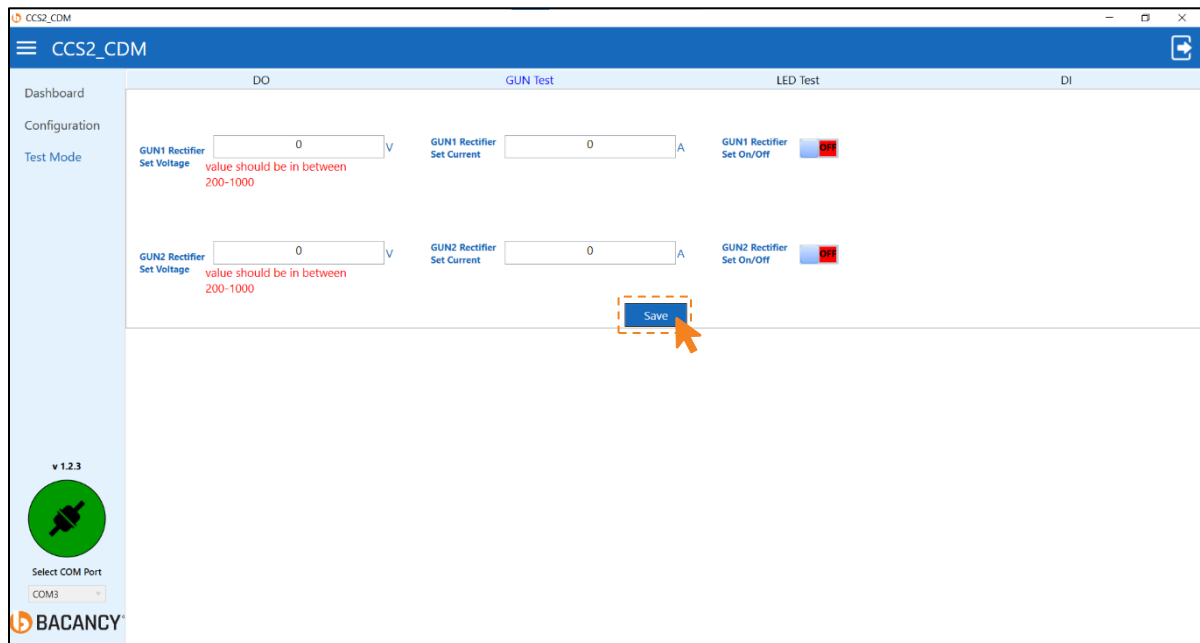 CCS2_CDM
CCS2_CDM
Dashboard
Configuration
Test Mode
DO
GUN Test
LED Test
DI
GUN1 Rectifier
Set Voltage
0
V
value should be in between
200-1000
GUN1 Rectifier
Set Current
0
A
GUN1 Rectifier
Set On/Off
OFF
GUN2 Rectifier
Set Voltage
0
V
value should be in between
200-1000
GUN2 Rectifier
Set Current
0
A
GUN2 Rectifier
Set On/Off
OFF
Save
v 1.2.3
Select COM Port
COM3
BACANCY